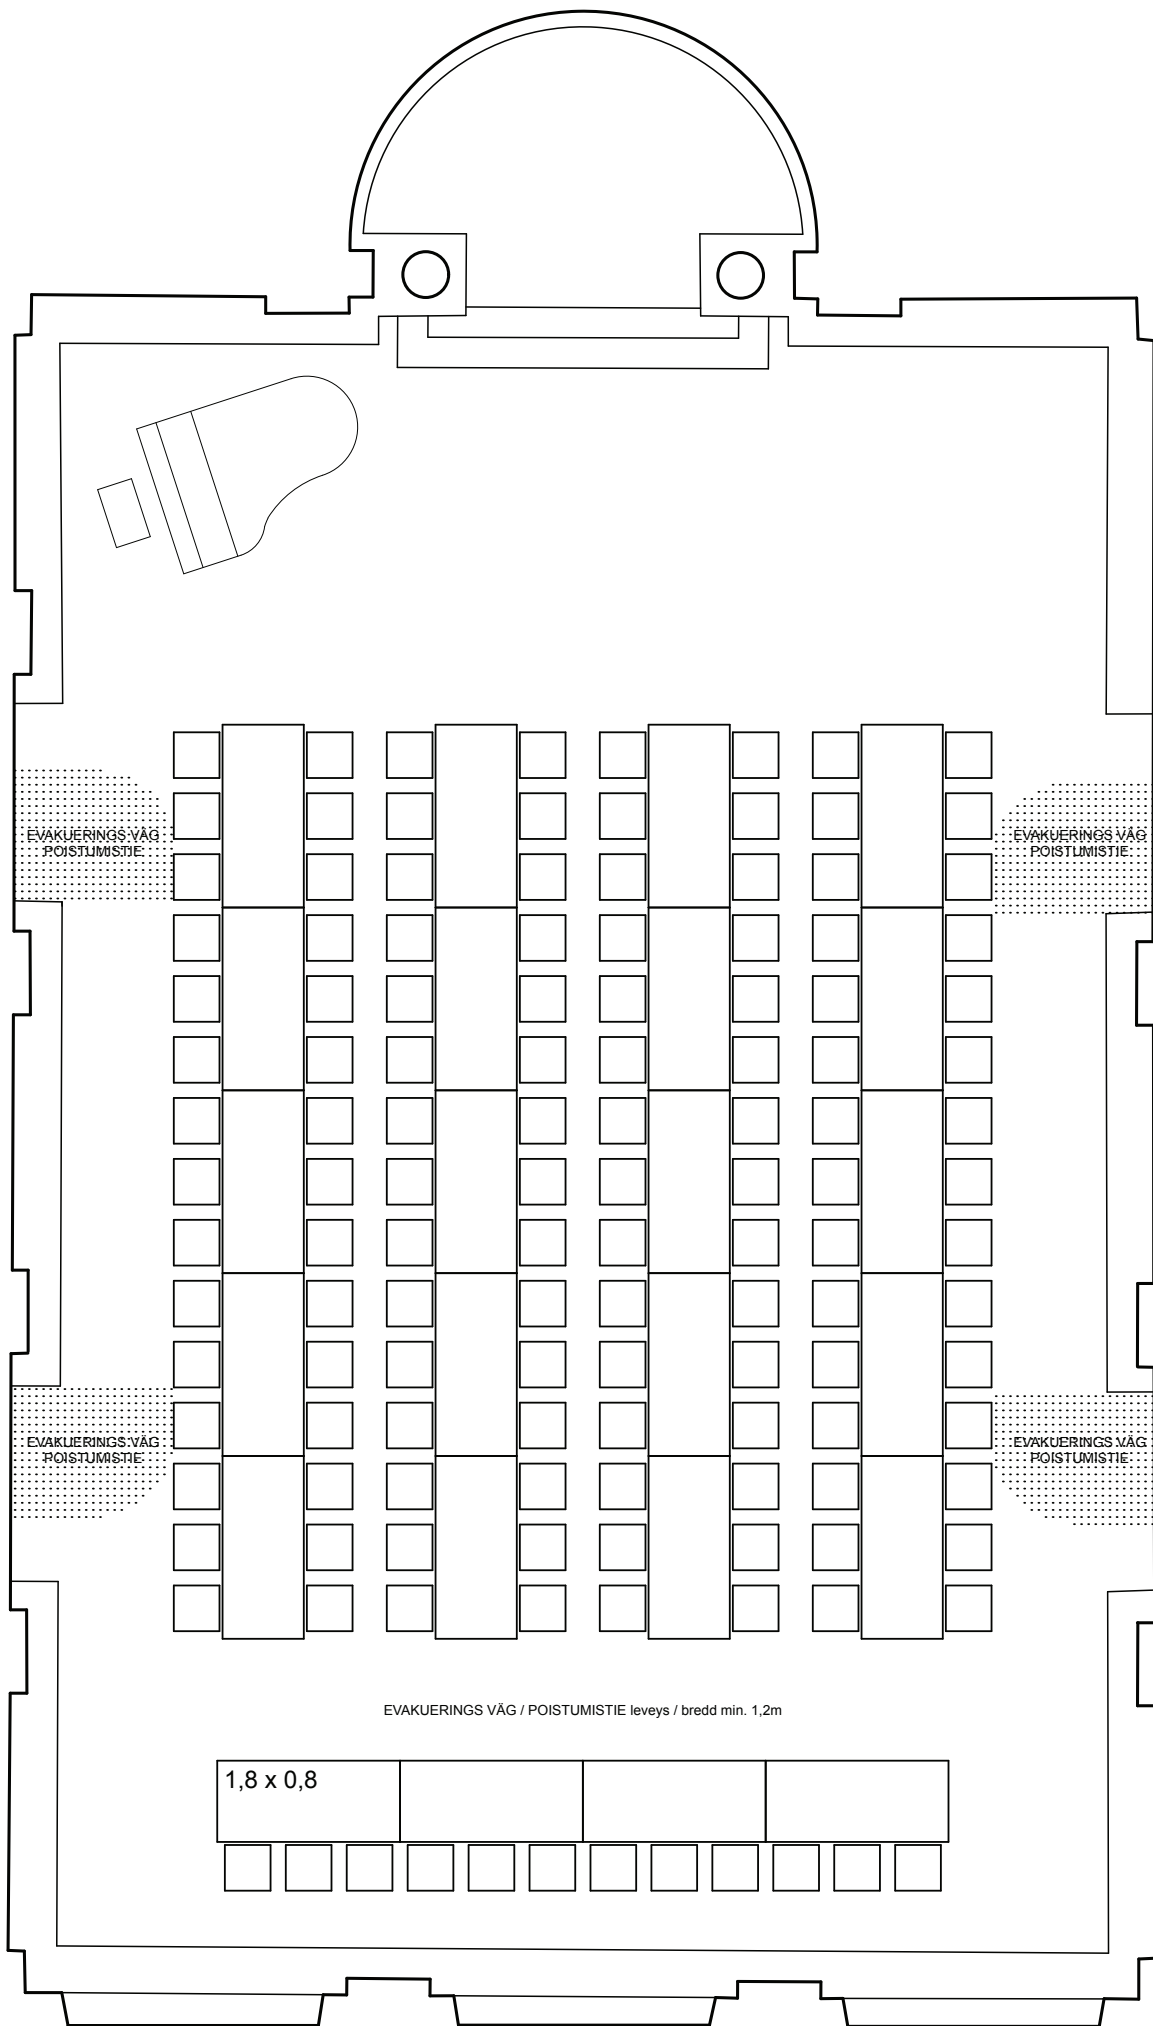 EVAKUERINGS VÄG
POISTUMISTIE
EVAKUERINGS VÄG
POISTUMISTIE
EVAKUERINGS VÄG
POISTUMISTIE
EVAKUERINGS VÄG
POISTUMISTIE
EVAKUERINGS VÄG / POISTUMISTIE leveys / bredd min. 1,2m
1,8 x 0,8